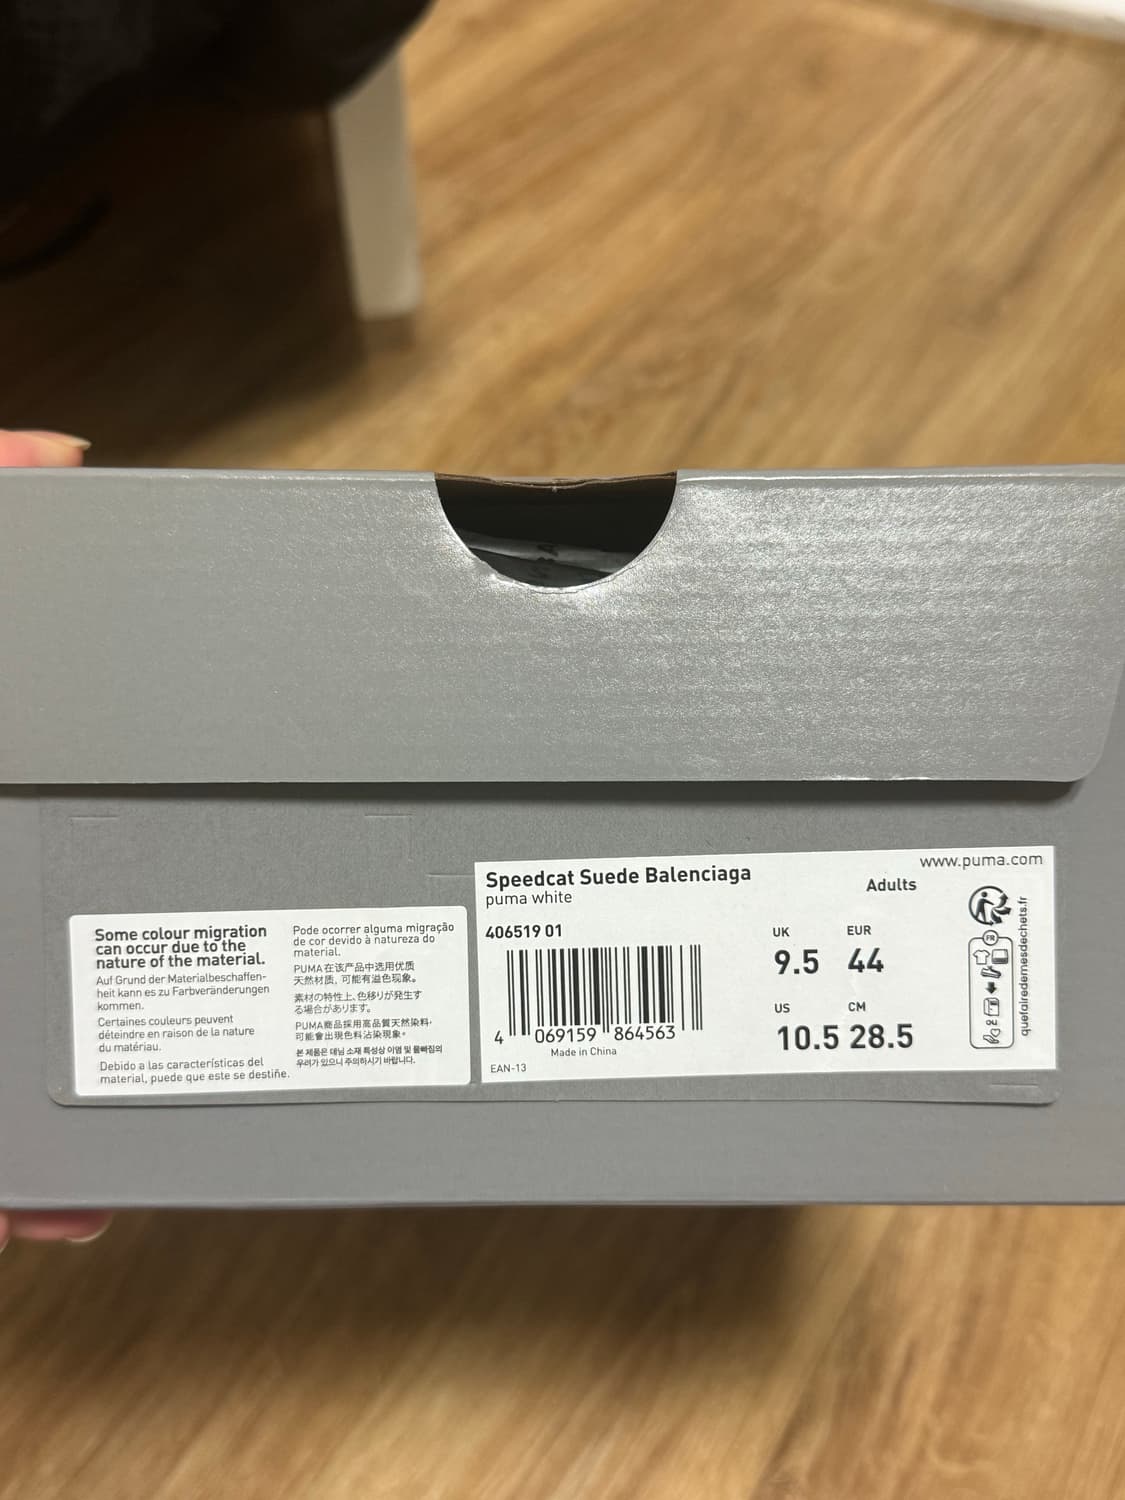 Some colour migration
can occur due to the
nature of the material.
Auf Grund der Materialbeschaffen-
heit kann es zu Farbveränderungen
kommen.
Certaines couleurs peuvent
déteindre en raison de la nature
du matériau.
Debido a las características del
material, puede que este se destiñe.
Pode ocorrer alguma migração
de cor devido à natureza do
material.
PUMA在该产品中选用优质
天然材质, 可能有溢色现象。
素材の特性上、色移りが発生す
る場合があります。
PUMA商品採用高品質天然染料,
可能會出現色料沾染現象。
본 제품은 데님 소재 특성상 이염 및 물빠짐의
우려가 있으니 주의하시기 바랍니다.
Speedcat Suede Balenciaga
puma white
406519 01
4 069159 864563
Made in China
EAN-13
www.puma.com
Adults
UK EUR
9.5 44
US CM
10.5 28.5
FR
quefairedemesdechets.fr